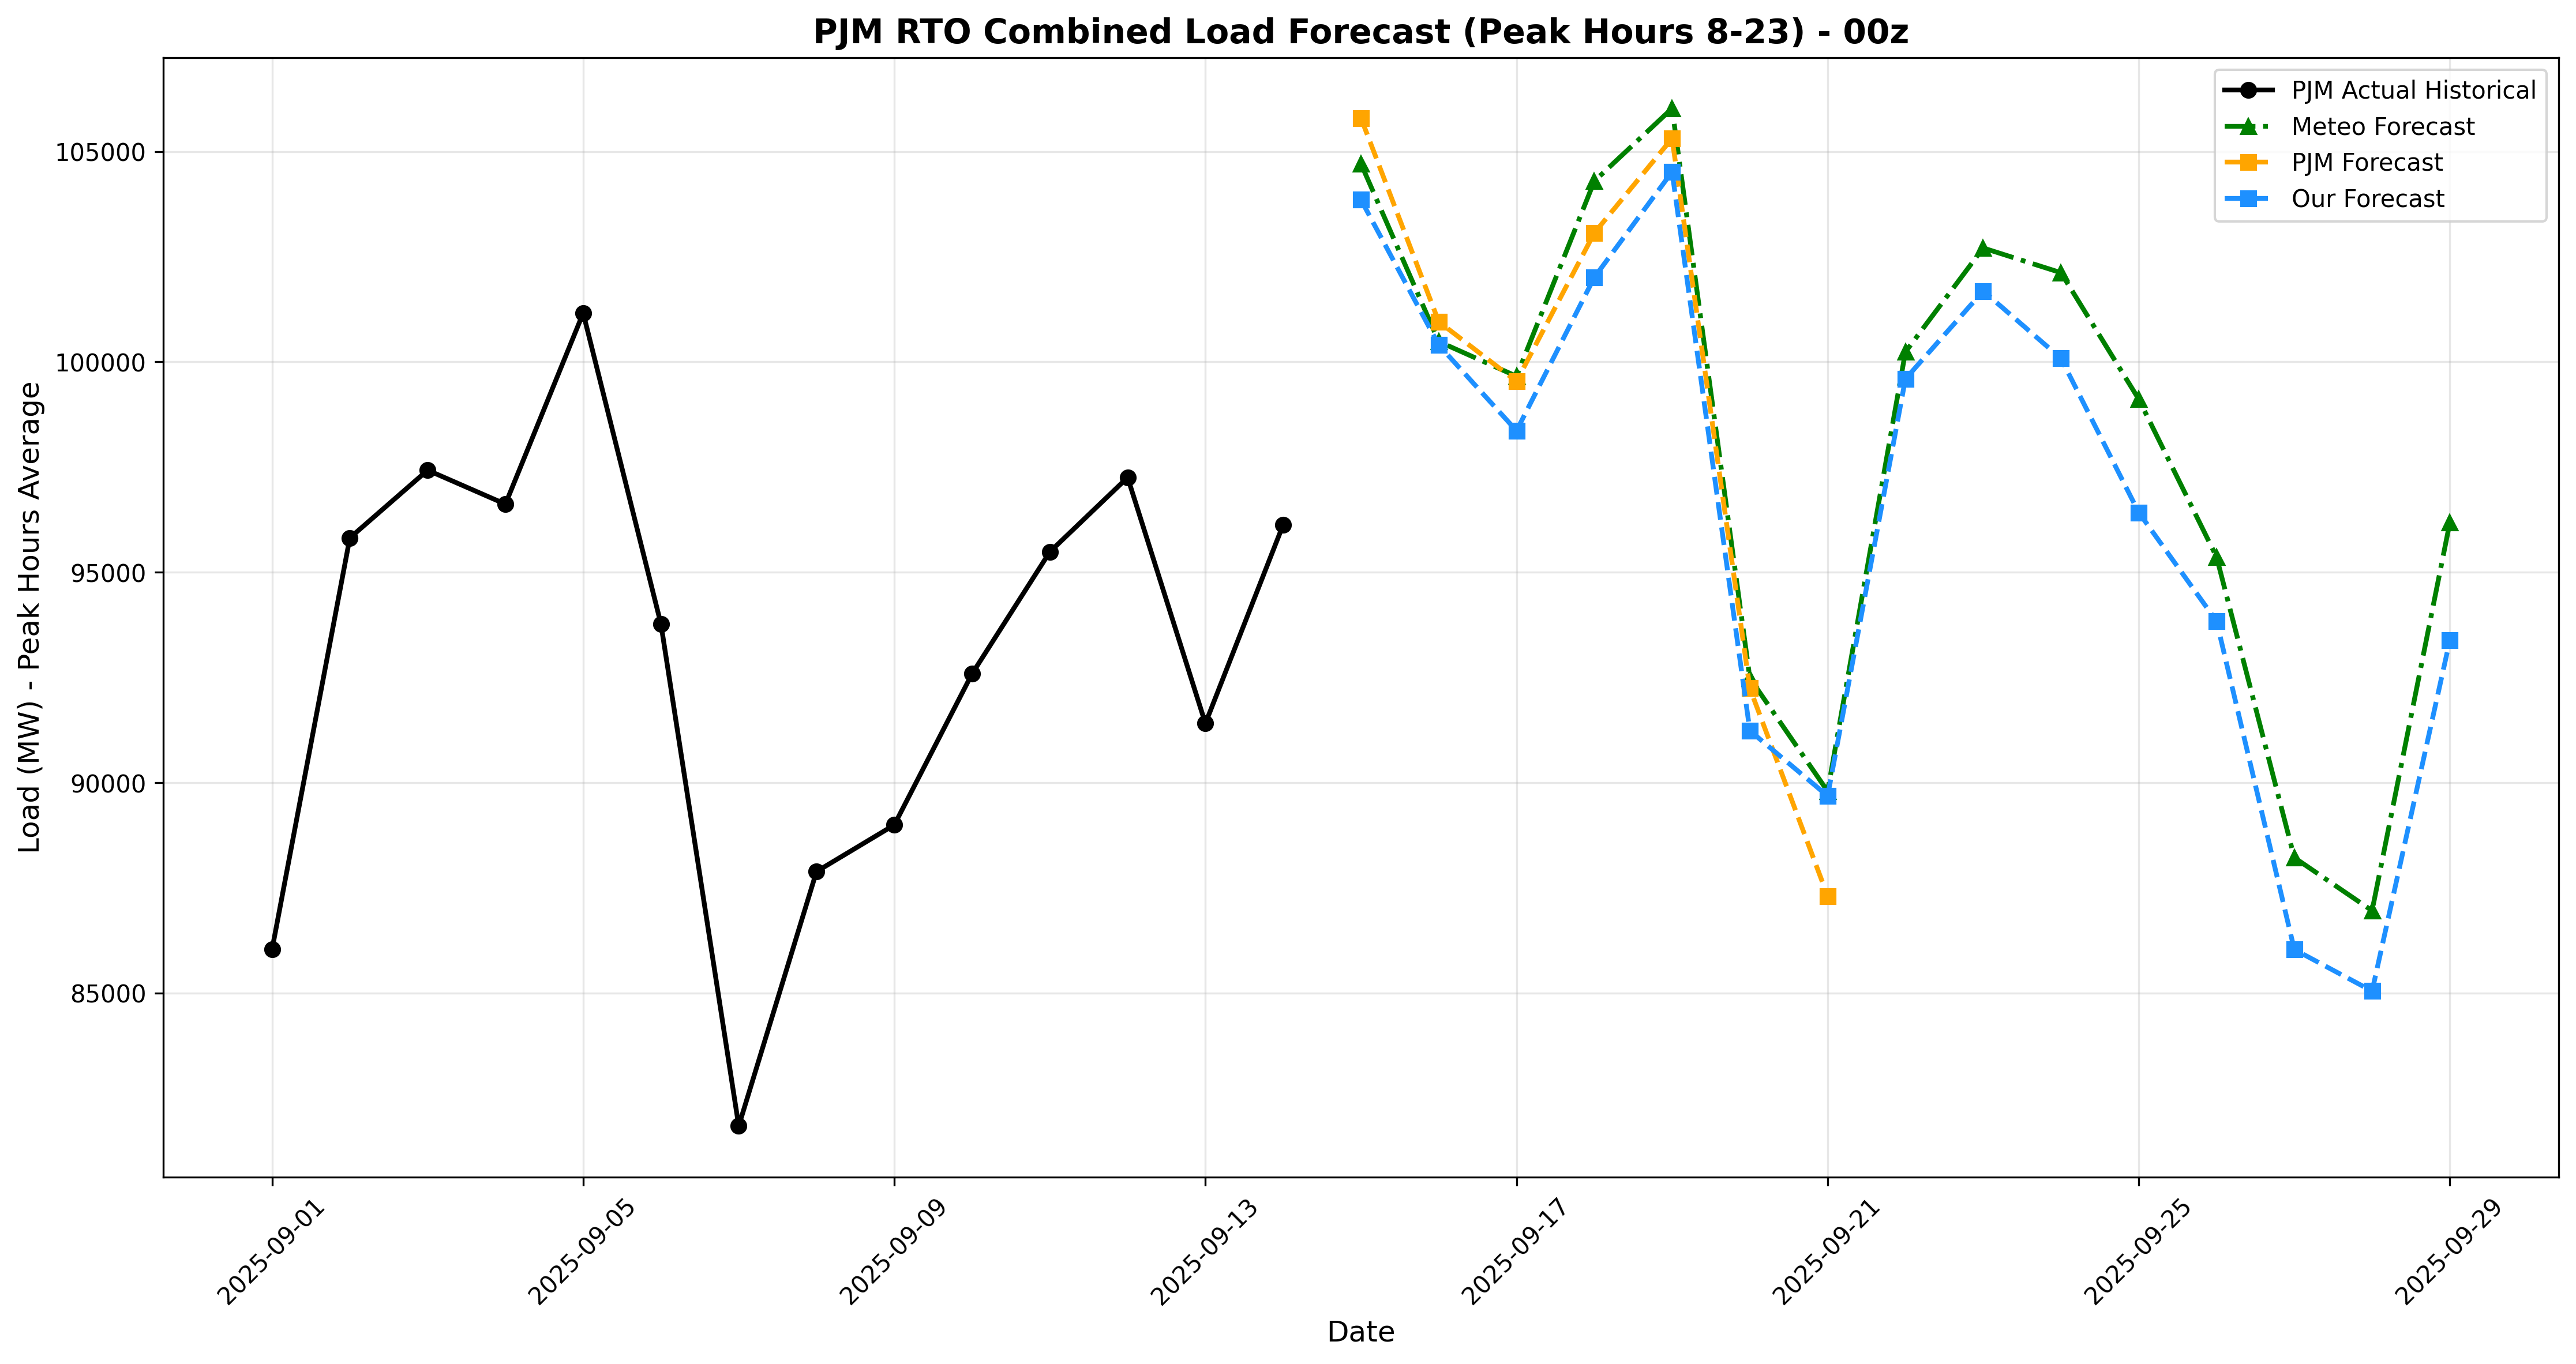 PJM RTO Combined Load Forecast (Peak Hours 8-23) - 00z
PJM Actual Historical
Meteo Forecast
PJM Forecast
Our Forecast
Load (MW) - Peak Hours Average
105000
100000
95000
90000
85000
2025-09-01
2025-09-05
2025-09-09
2025-09-13
2025-09-17
2025-09-21
2025-09-25
2025-09-29
Date